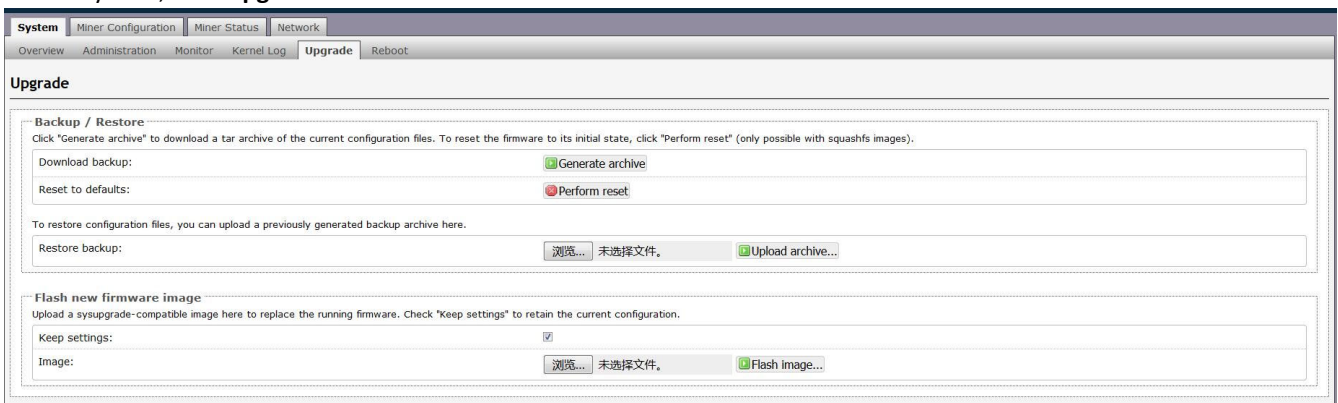 System Miner Configuration Miner Status Network
Overview Administration Monitor Kernel Log Upgrade Reboot
Upgrade
Backup / Restore
Click "Generate archive" to download a tar archive of the current configuration files. To reset the firmware to its initial state, click "Perform reset" (only possible with squashfs images).
Download backup: Generate archive
Reset to defaults: Perform reset
To restore configuration files, you can upload a previously generated backup archive here.
Restore backup: 浏览... 未选择文件。 Upload archive...
Flash new firmware image
Upload a sysupgrade-compatible image here to replace the running firmware. Check "Keep settings" to retain the current configuration.
Keep settings:
Image: 浏览... 未选择文件。 Flash image...